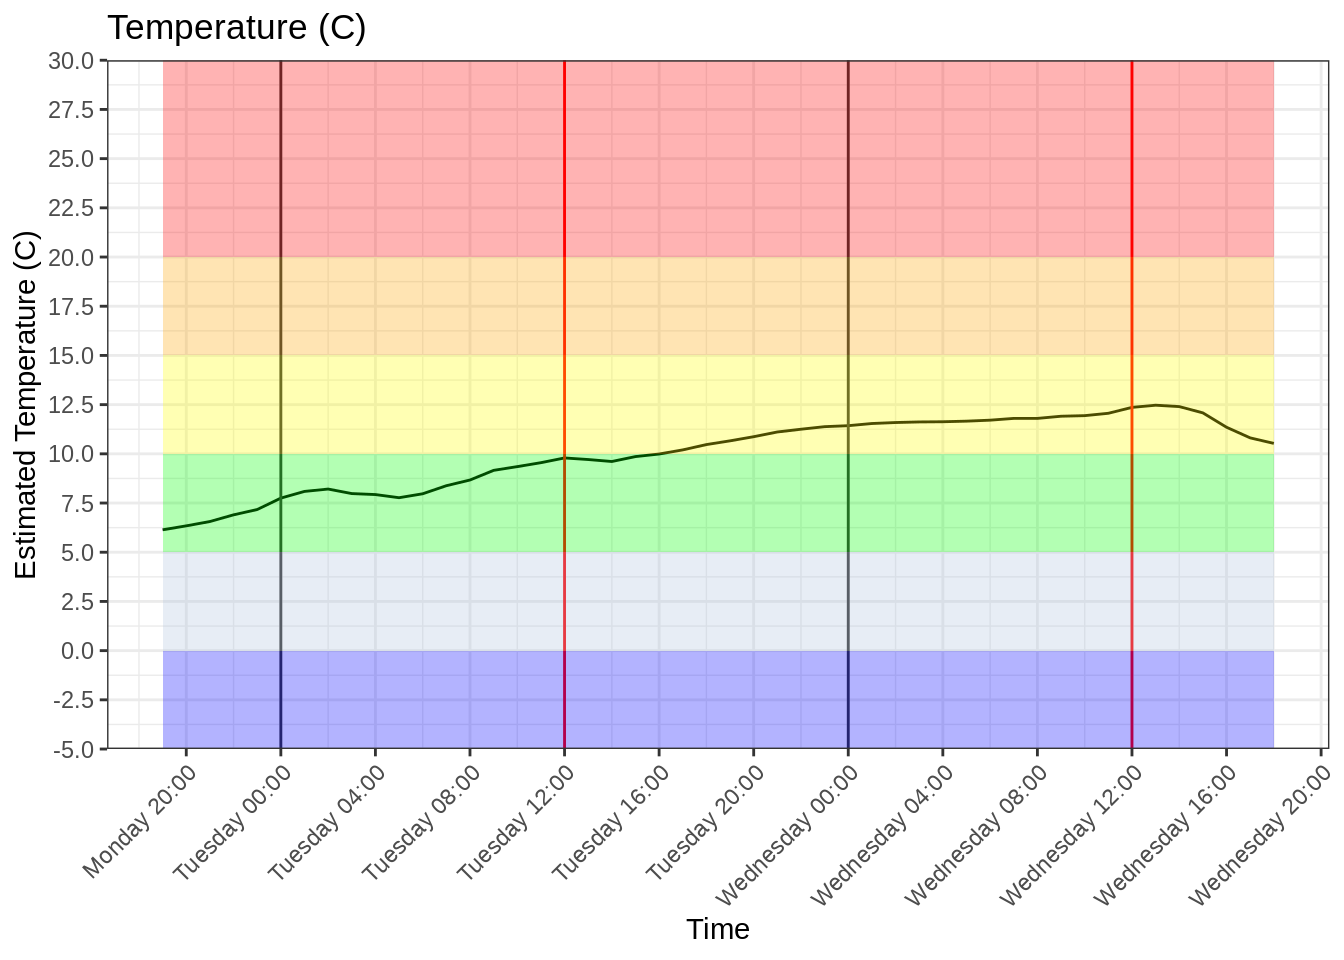 Temperature (C)
Estimated Temperature (C)
30.0
27.5
25.0
22.5
20.0
17.5
15.0
12.5
10.0
7.5
5.0
2.5
0.0
-2.5
-5.0
Monday 20:00
Tuesday 00:00
Tuesday 04:00
Tuesday 08:00
Tuesday 12:00
Tuesday 16:00
Tuesday 20:00
Wednesday 00:00
Wednesday 04:00
Wednesday 08:00
Wednesday 12:00
Wednesday 16:00
Wednesday 20:00
Time